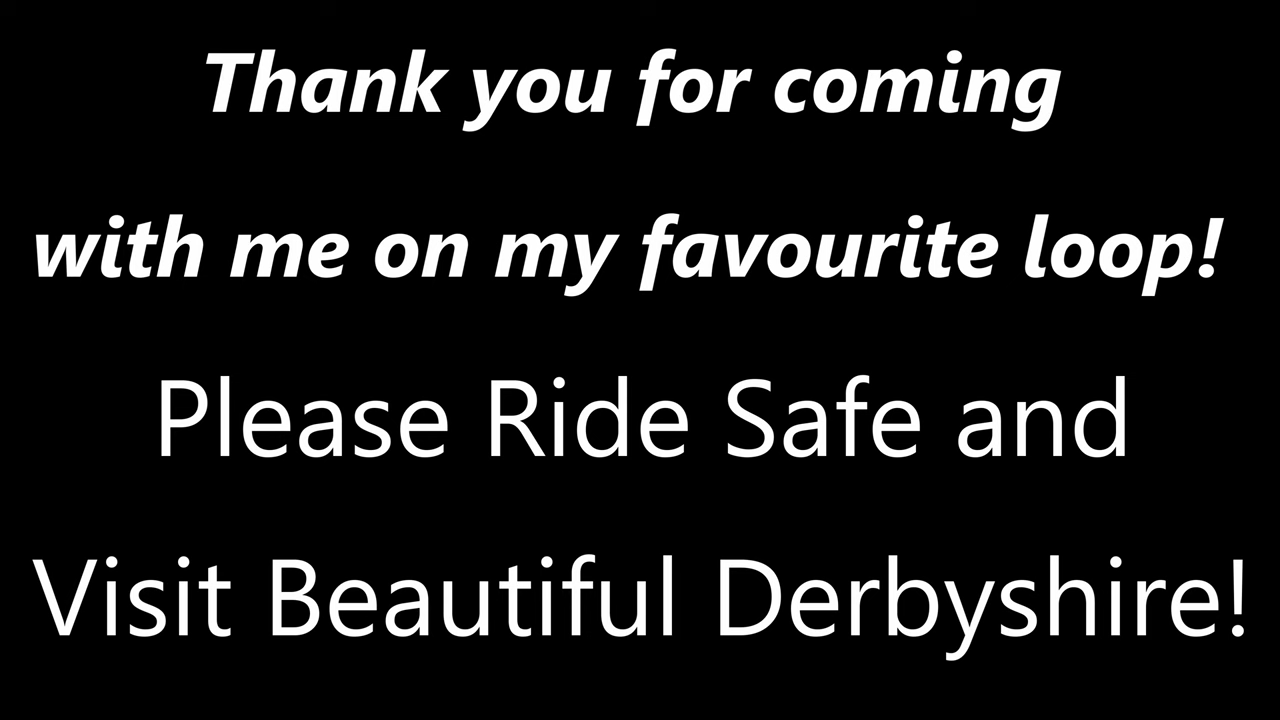 Thank you for coming
with me on my favourite loop!
Please Ride Safe and
Visit Beautiful Derbyshire!